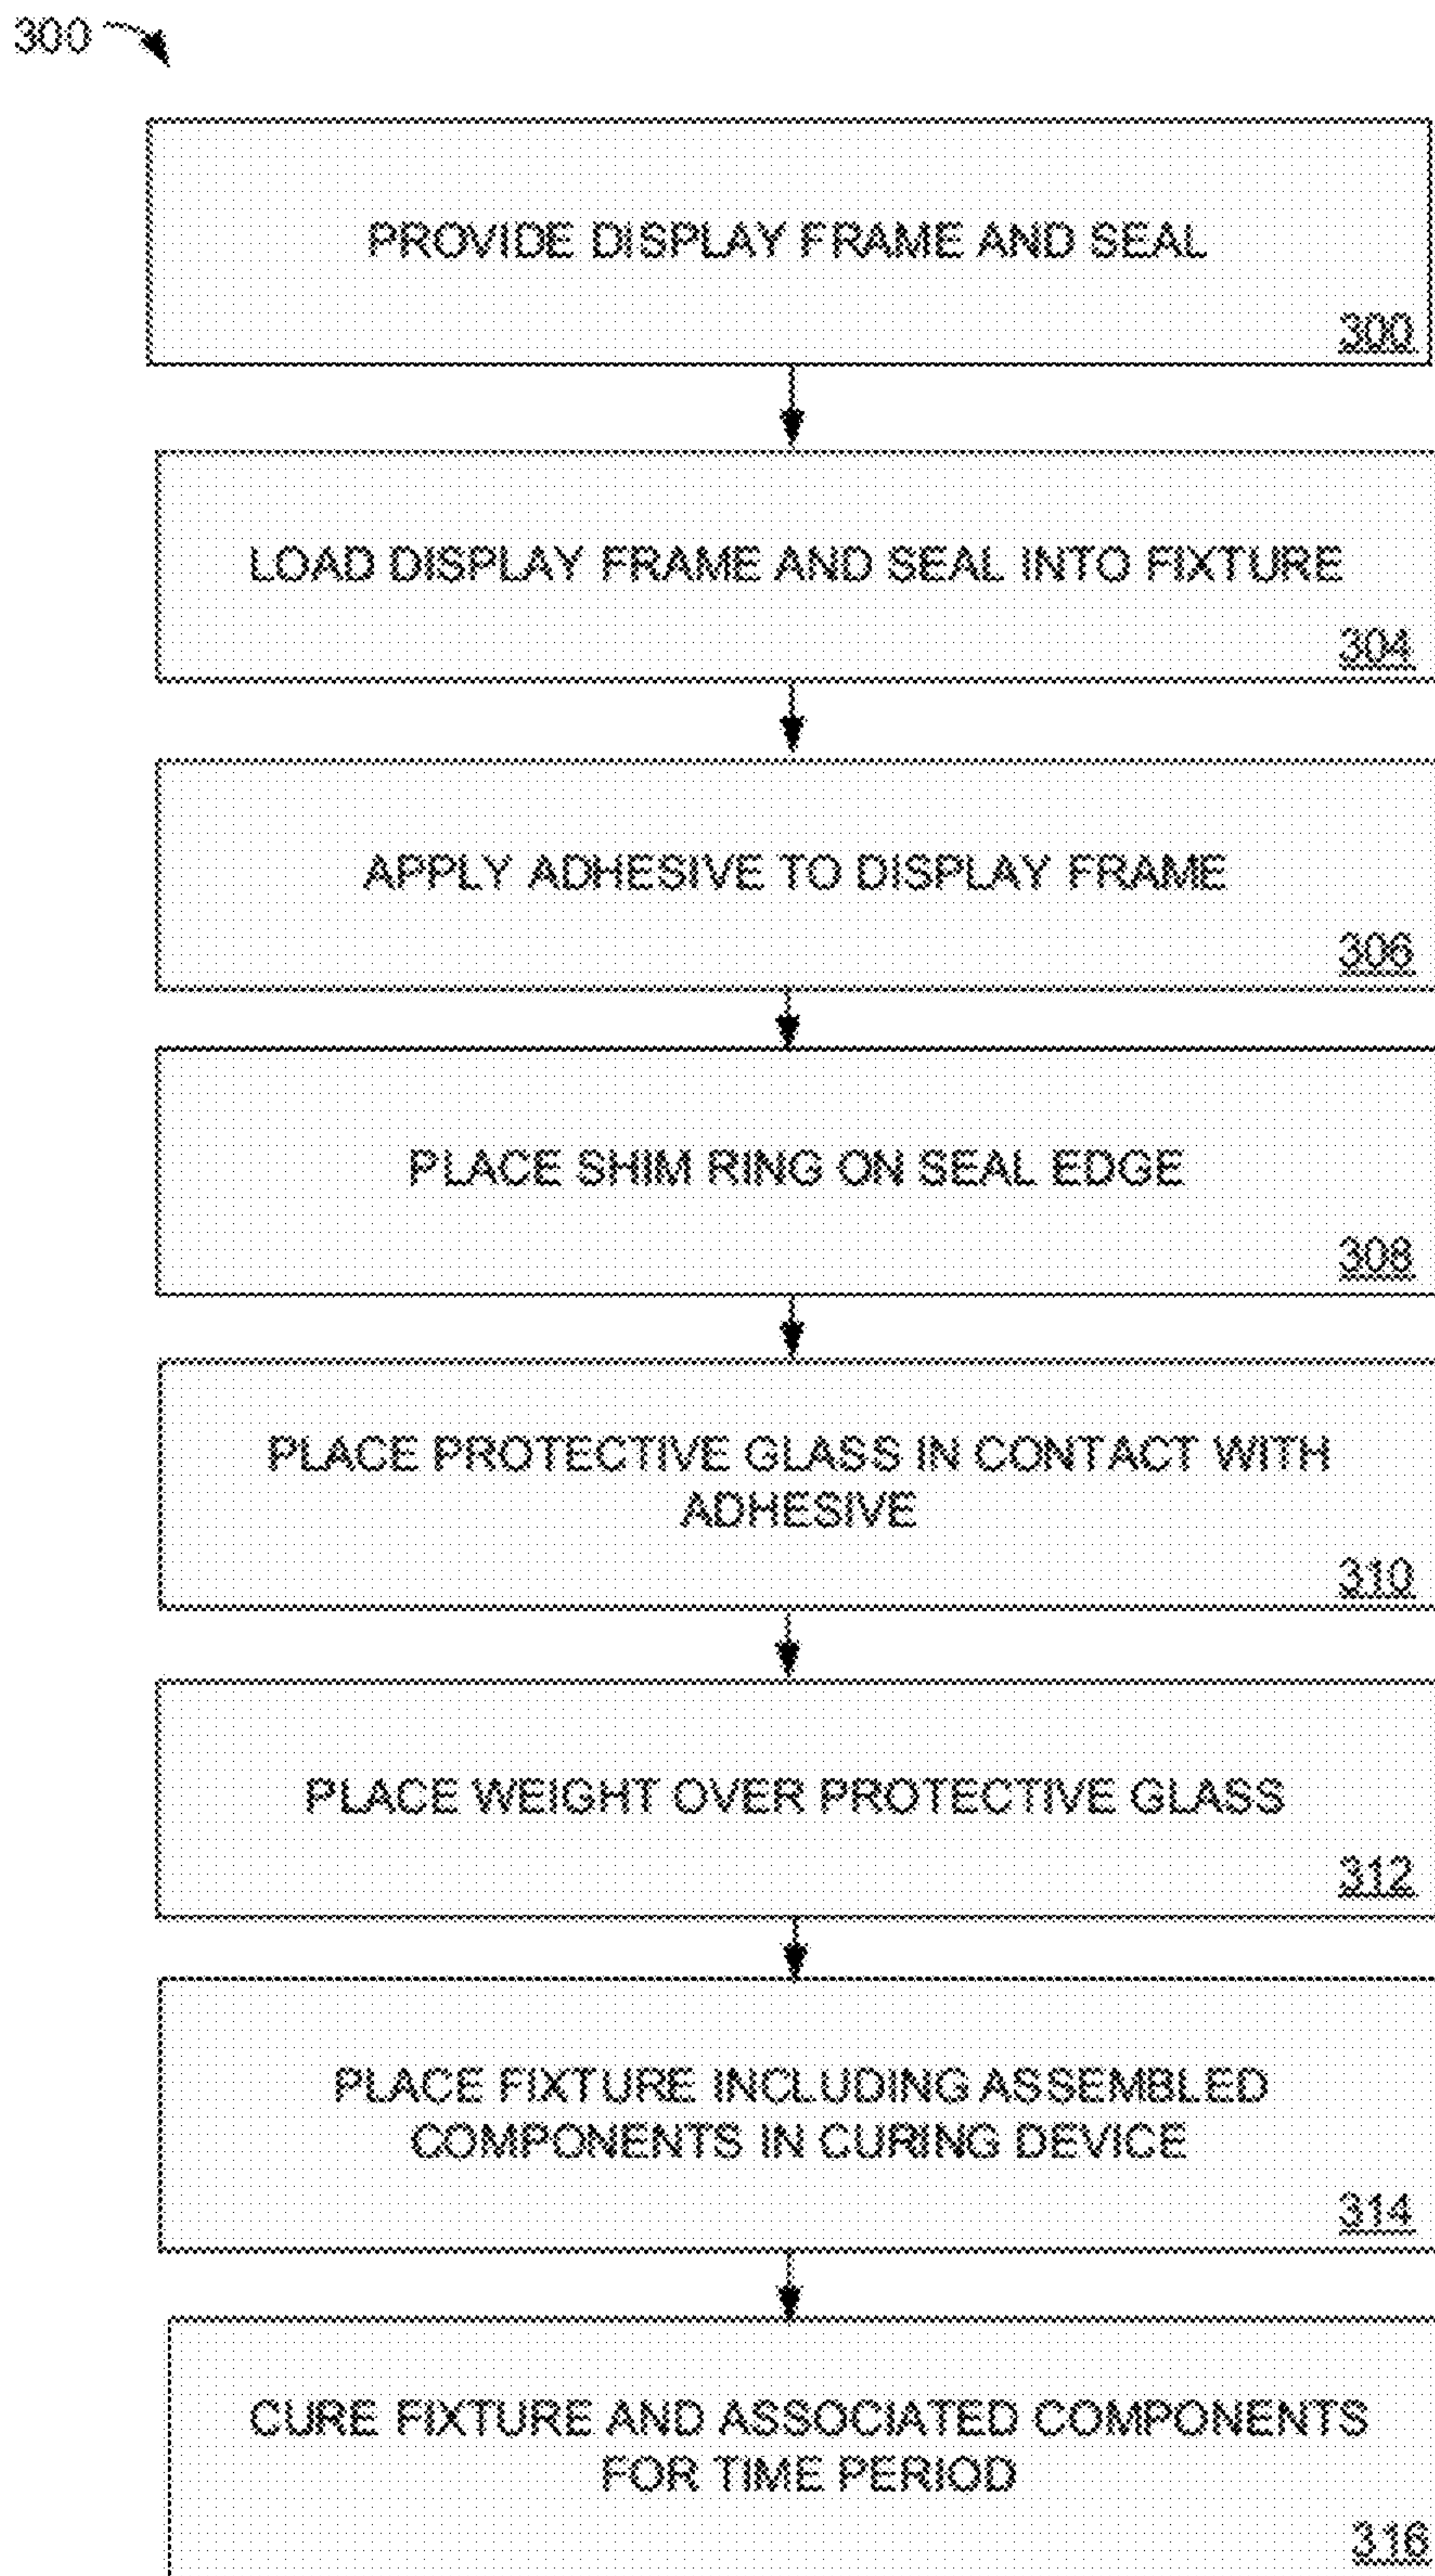 300
PROVIDE DISPLAY FRAME AND SEAL
300
LOAD DISPLAY FRAME AND SEAL INTO FIXTURE
304
APPLY ADHESIVE TO DISPLAY FRAME
306
PLACE SHIM RING ON SEAL EDGE
308
PLACE PROTECTIVE GLASS IN CONTACT WITH
ADHESIVE
310
PLACE WEIGHT OVER PROTECTIVE GLASS
312
PLACE FIXTURE INCLUDING ASSEMBLED
COMPONENTS IN CURING DEVICE
314
CURE FIXTURE AND ASSOCIATED COMPONENTS
FOR TIME PERIOD
316